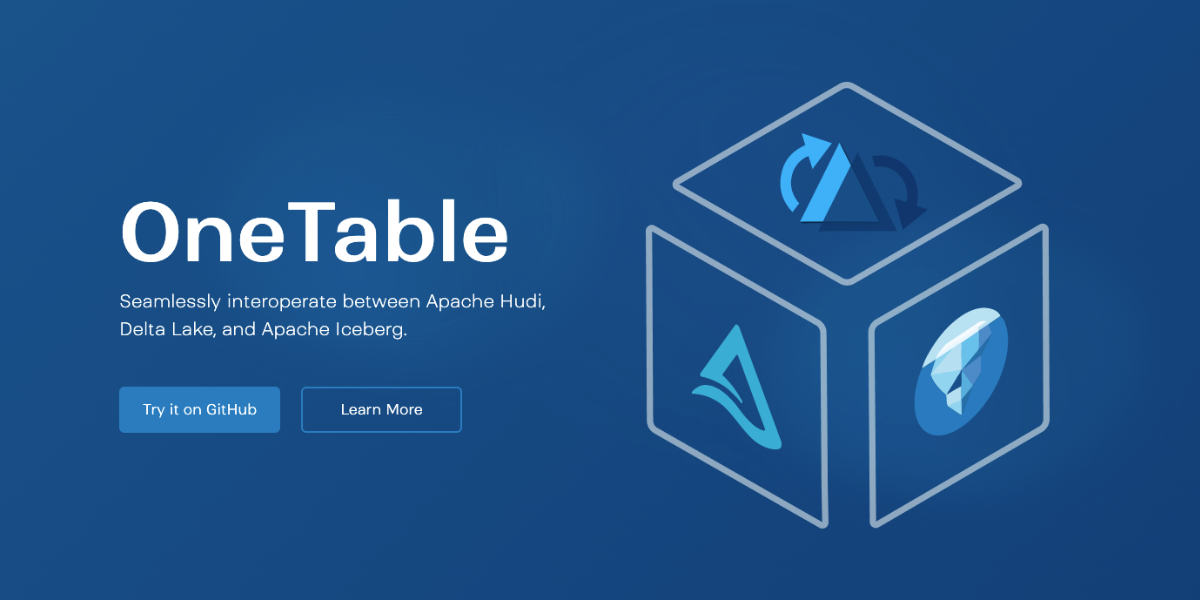 OneTable
Seamlessly interoperate between Apache Hudi,
Delta Lake, and Apache Iceberg.
Try it on GitHub
Learn More